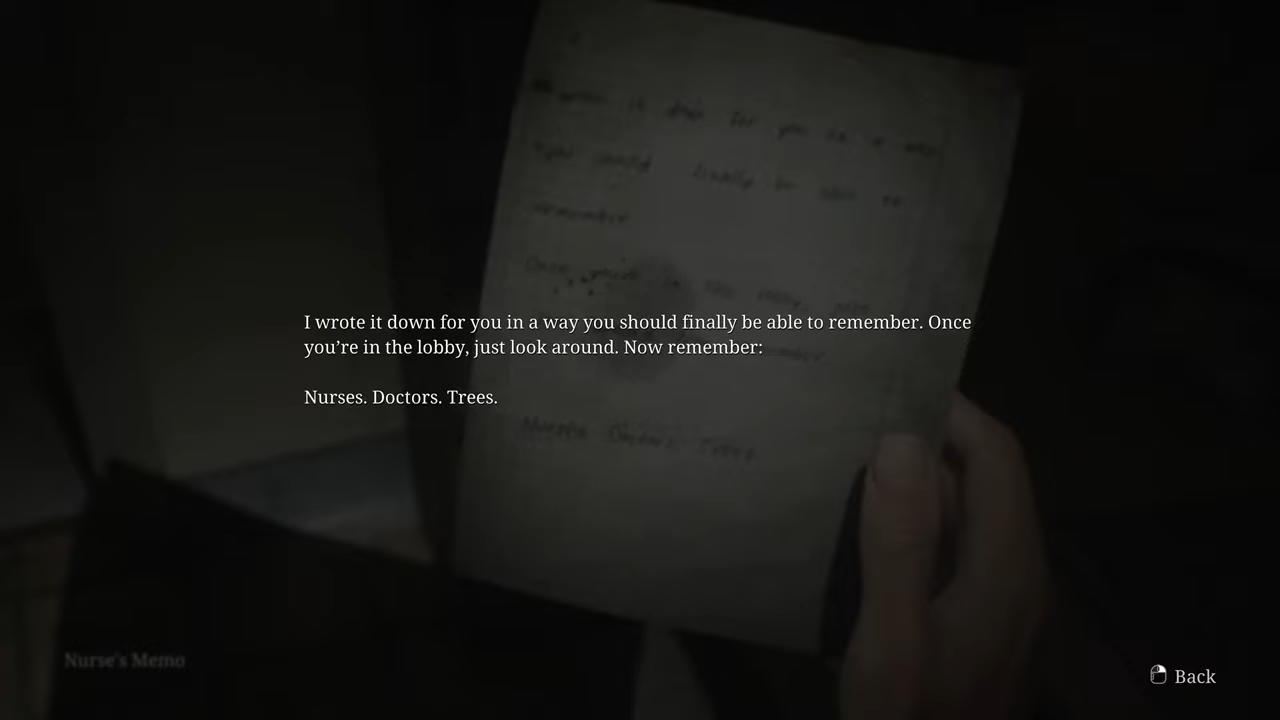 I wrote it down for you in a way you should finally be able to remember. Once
you’re in the lobby, just look around. Now remember:
Nurses. Doctors. Trees.
Nurse's Memo
Back